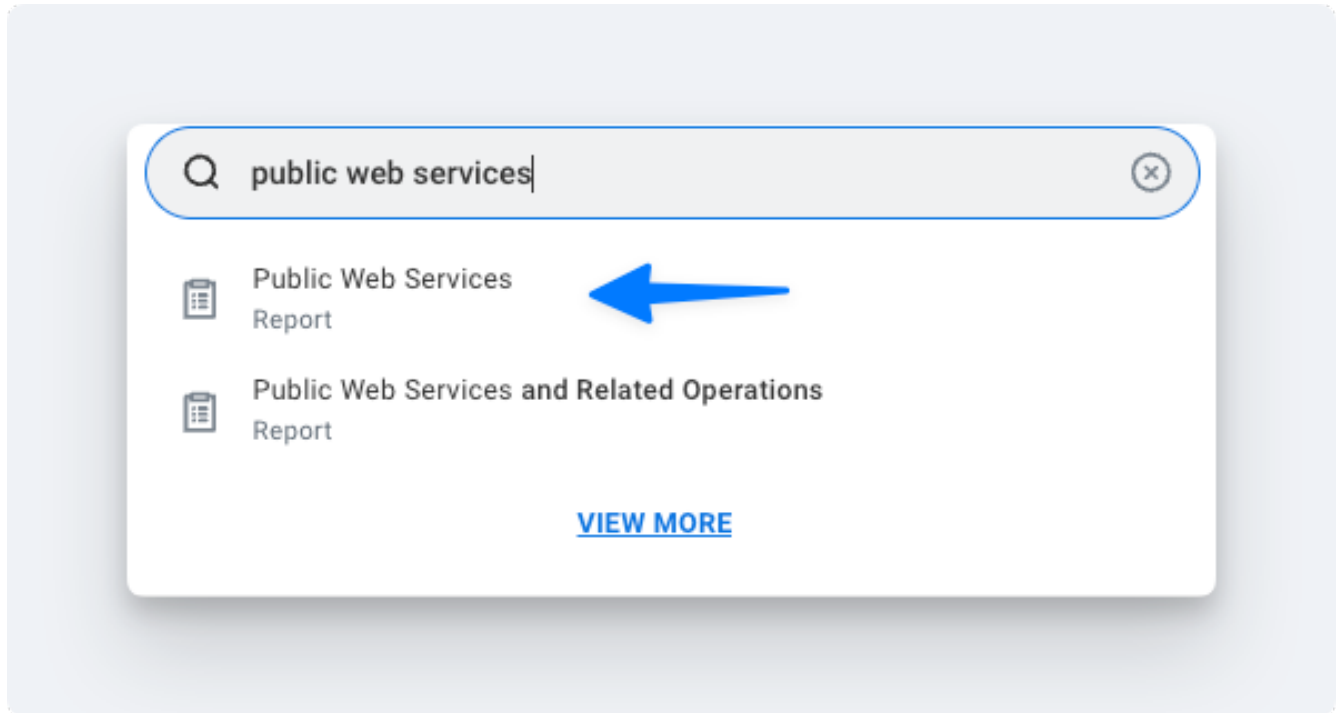 public web services
Public Web Services
Report
Public Web Services and Related Operations
Report
VIEW MORE